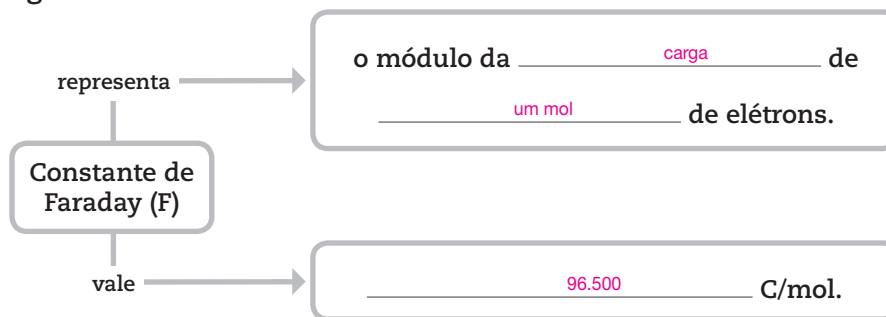 representa
o módulo da carga de
um mol de elétrons.
Constante de
Faraday (F)
vale
96.500 C/mol.